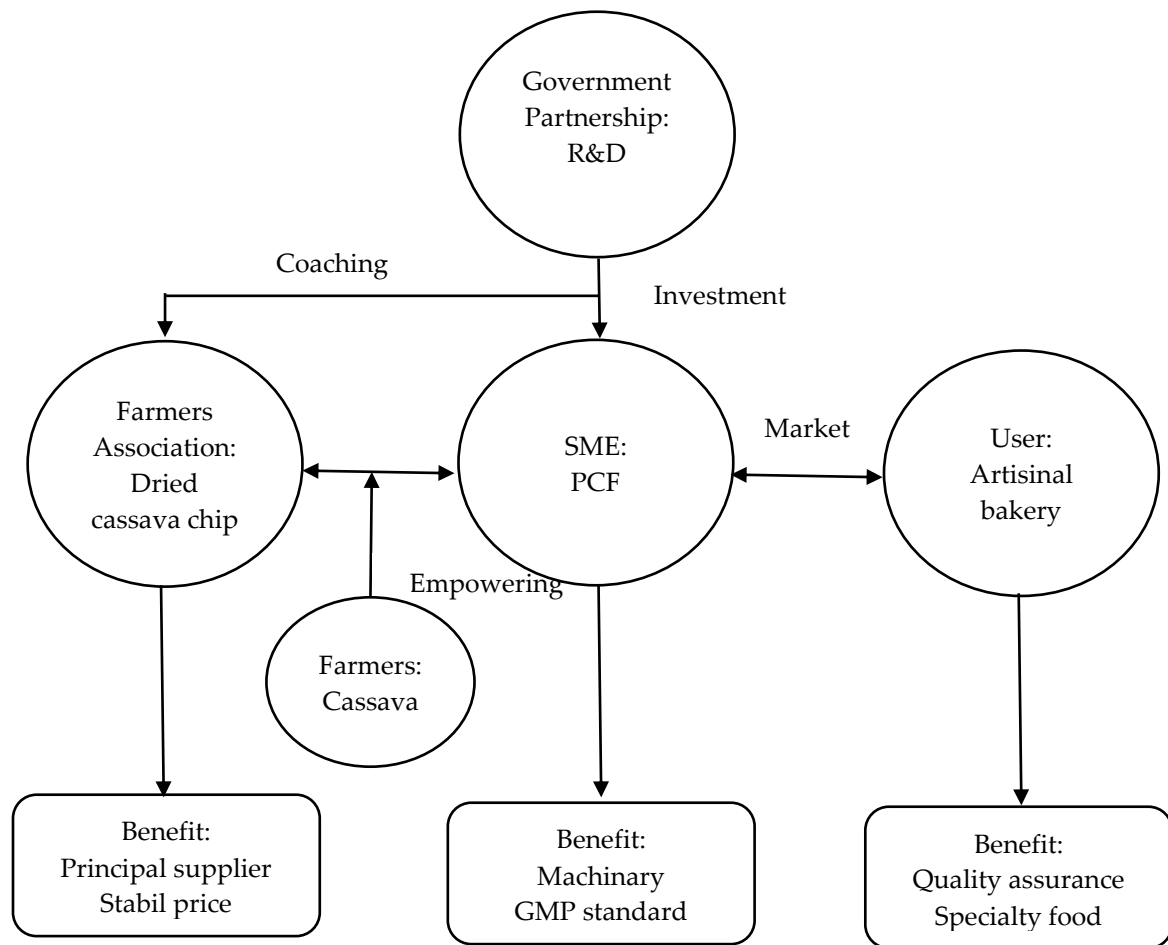 Government
Partnership:
R&D
Coaching
Investment
Farmers
Association:
Dried
cassava chip
SME:
PCF
Market
User:
Artisinal
bakery
Empowering
Farmers:
Cassava
Benefit:
Principal supplier
Stabil price
Benefit:
Machinary
GMP standard
Benefit:
Quality assurance
Specialty food